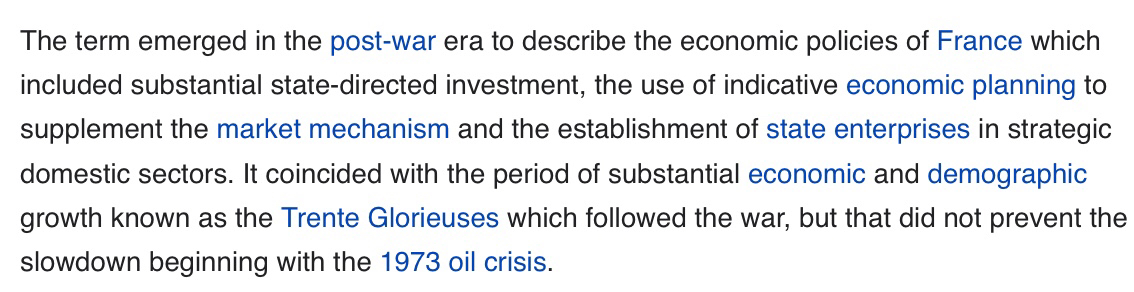 The term emerged in the post-war era to describe the economic policies of France which
included substantial state-directed investment, the use of indicative economic planning to
supplement the market mechanism and the establishment of state enterprises in strategic
domestic sectors. It coincided with the period of substantial economic and demographic
growth known as the Trente Glorieuses which followed the war, but that did not prevent the
slowdown beginning with the 1973 oil crisis.